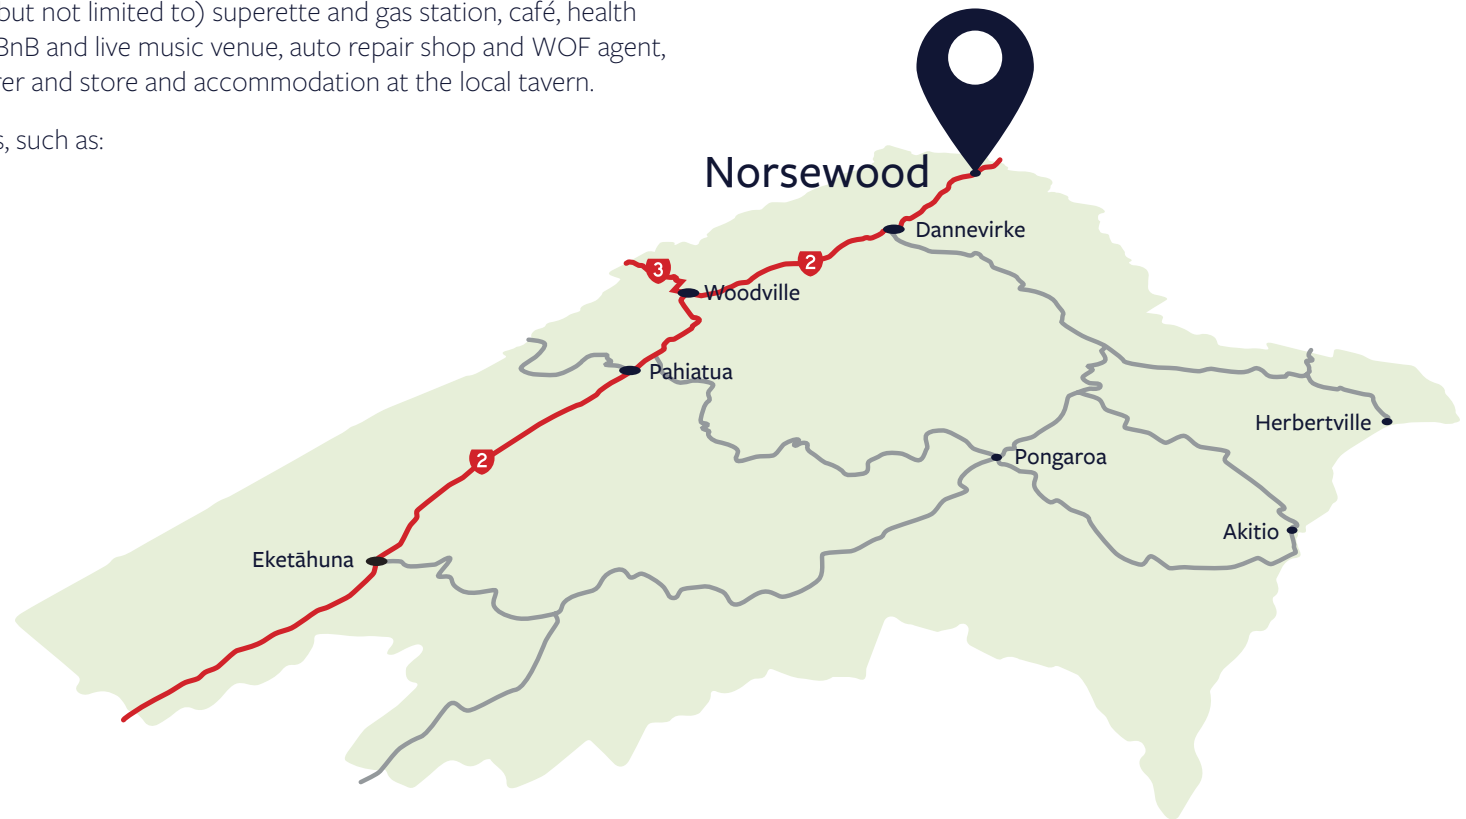 but not limited to) superette and gas station, café, health
BnB and live music venue, auto repair shop and WOF agent,
er and store and accommodation at the local tavern.
s, such as:
Norsewood
Dannevirke
3
2
Woodville
Pahiatua
Herbertville
2
Pongaroa
Akitio
Eketāhuna